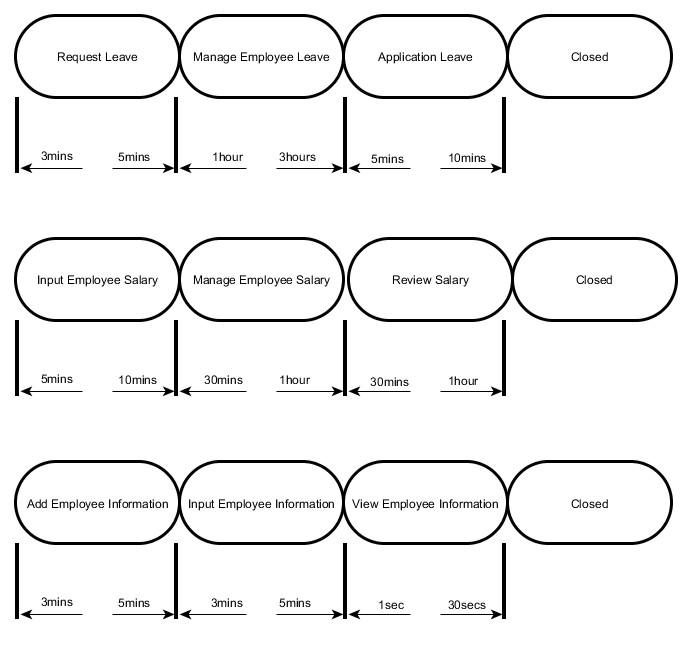 Request Leave
Manage Employee Leave
Application Leave
Closed
3mins
5mins
1hour
3hours
5mins
10mins
Input Employee Salary
Manage Employee Salary
Review Salary
Closed
5mins
10mins
30mins
1hour
30mins
1hour
Add Employee Information
Input Employee Information
View Employee Information
Closed
3mins
5mins
3mins
5mins
1sec
30secs